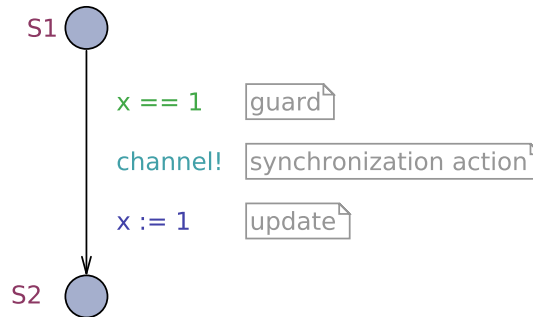 S1
x == 1 guard
channel! synchronization action
x := 1 update
S2